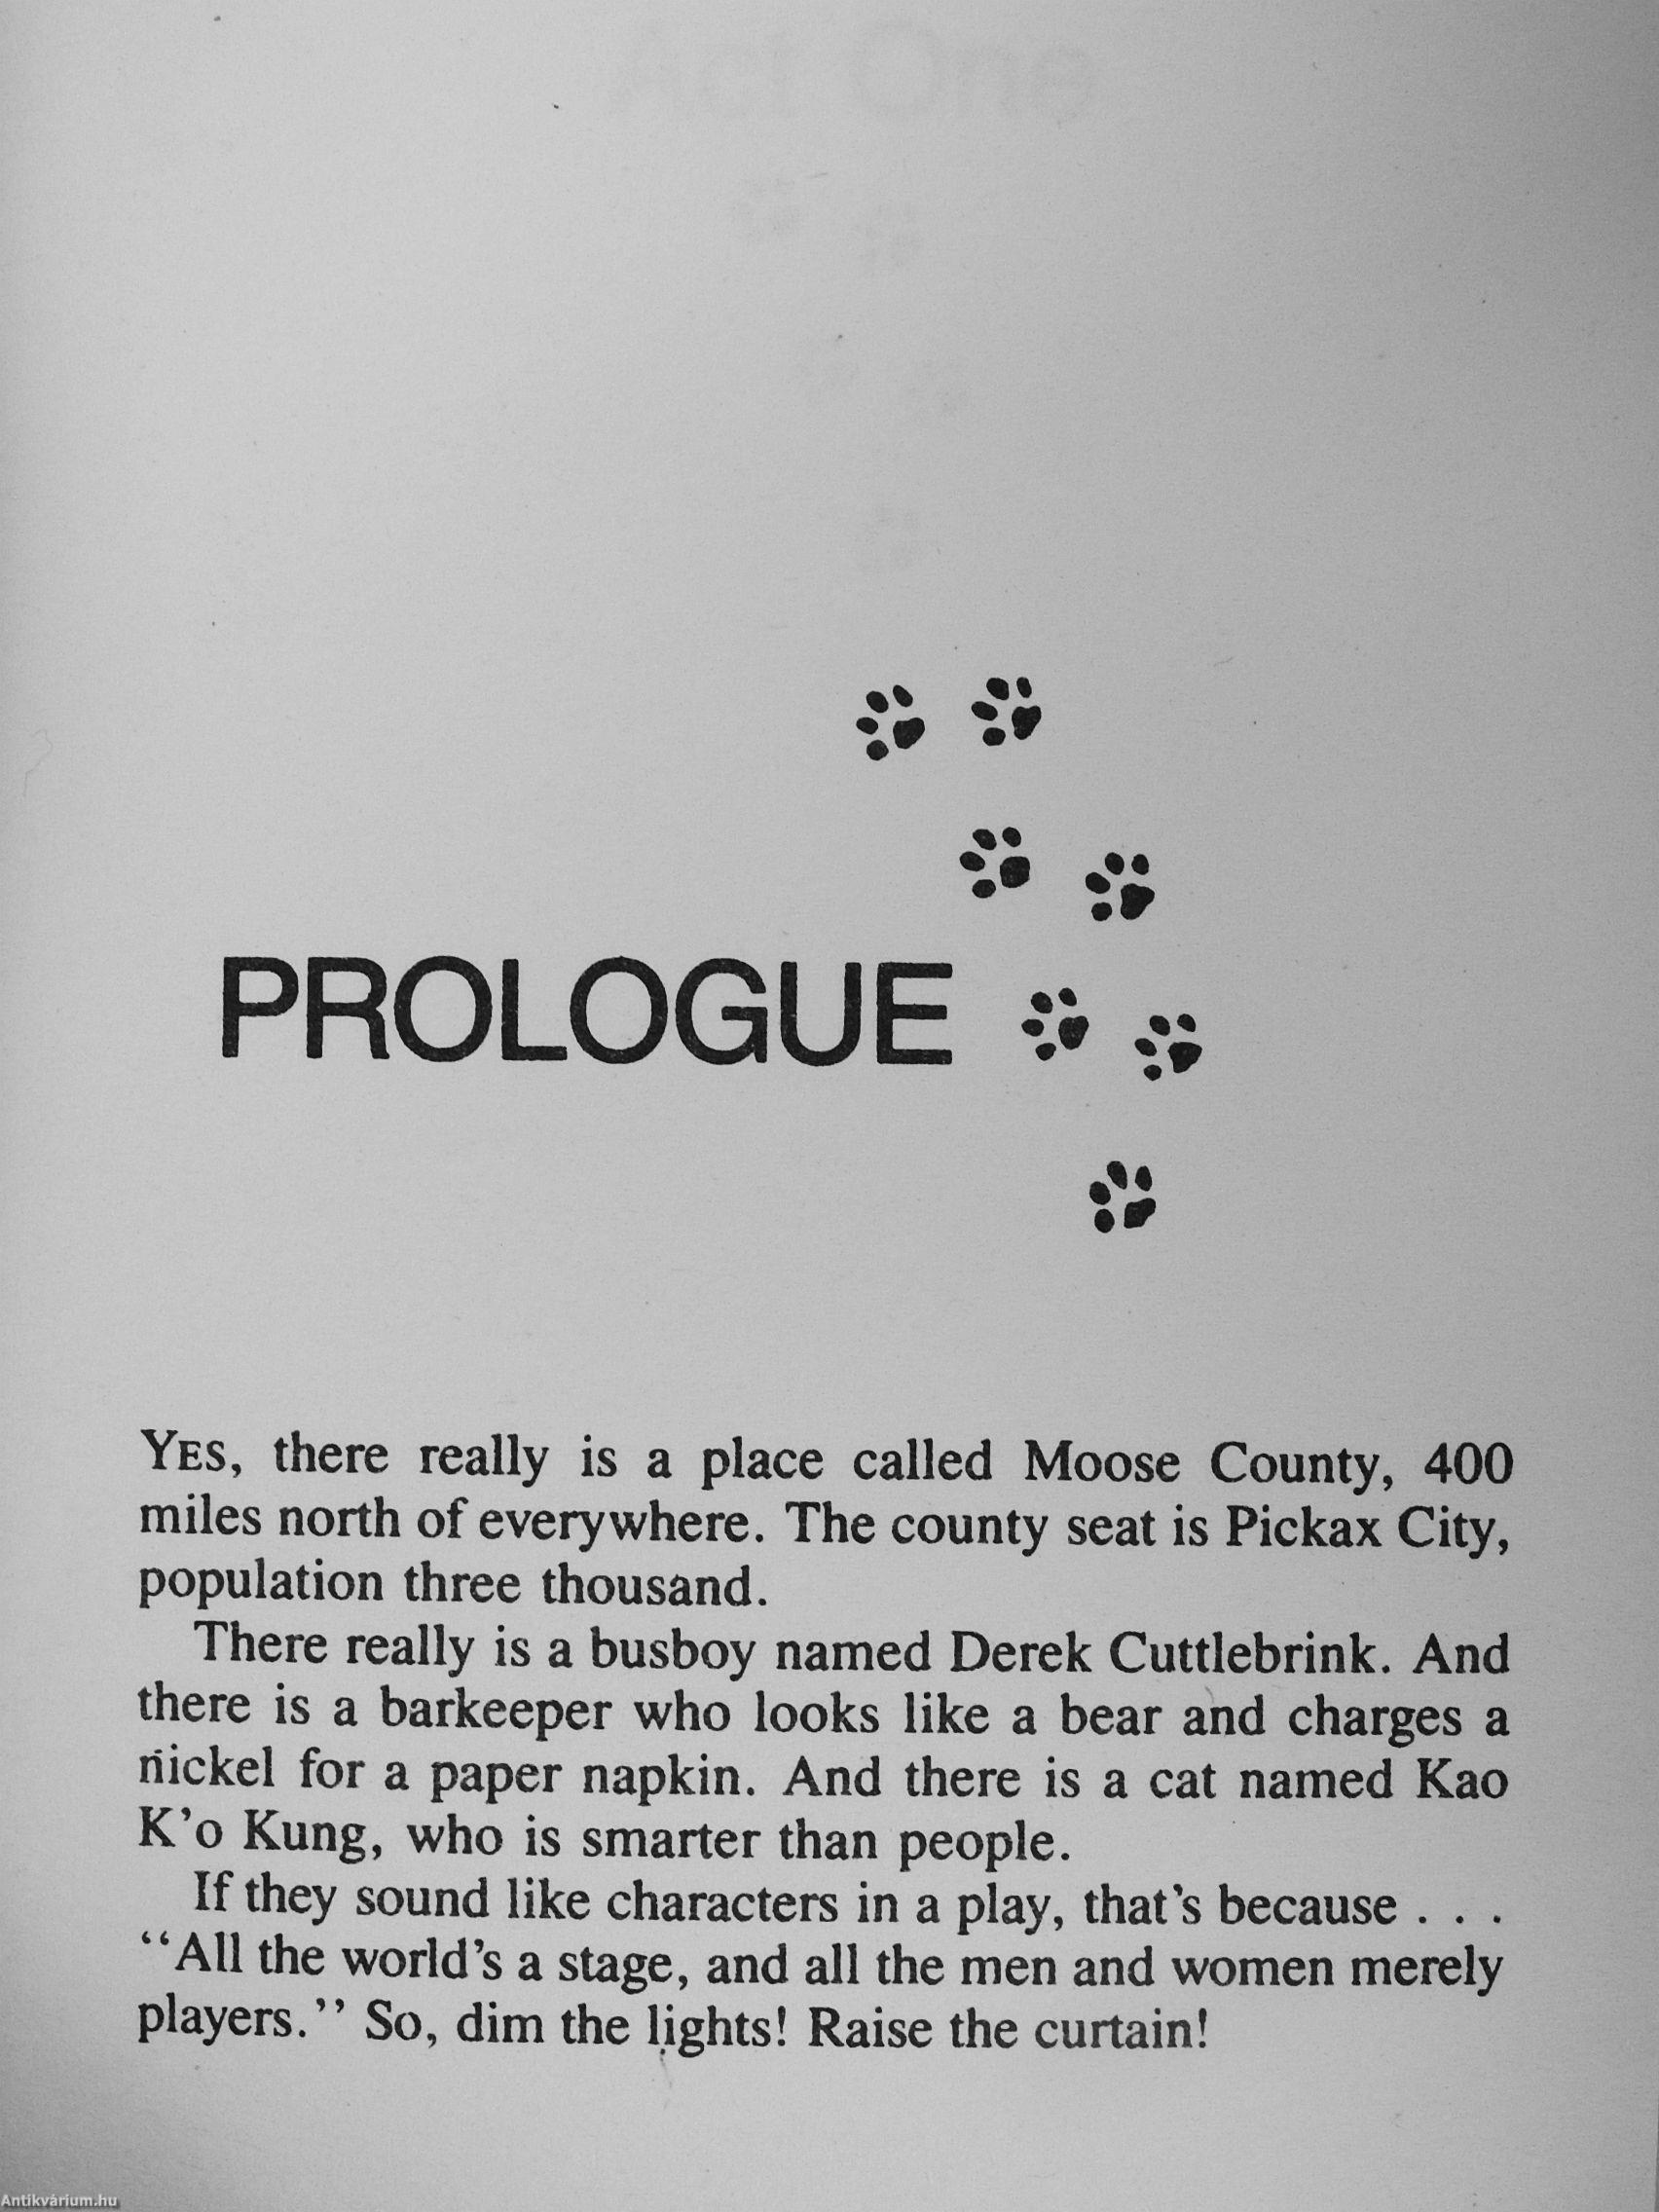 Act One
PROLOGUE
YES, there really is a place called Moose County, 400
miles north of everywhere. The county seat is Pickax City,
population three thousand.
There really is a busboy named Derek Cuttlebrink. And
there is a barkeeper who looks like a bear and charges a
nickel for a paper napkin. And there is a cat named Kao
K’o Kung, who is smarter than people.
If they sound like characters in a play, that’s because . . .
‘‘All the world’s a stage, and all the men and women merely
players.’’ So, dim the lights! Raise the curtain!
Antikvárium.hu